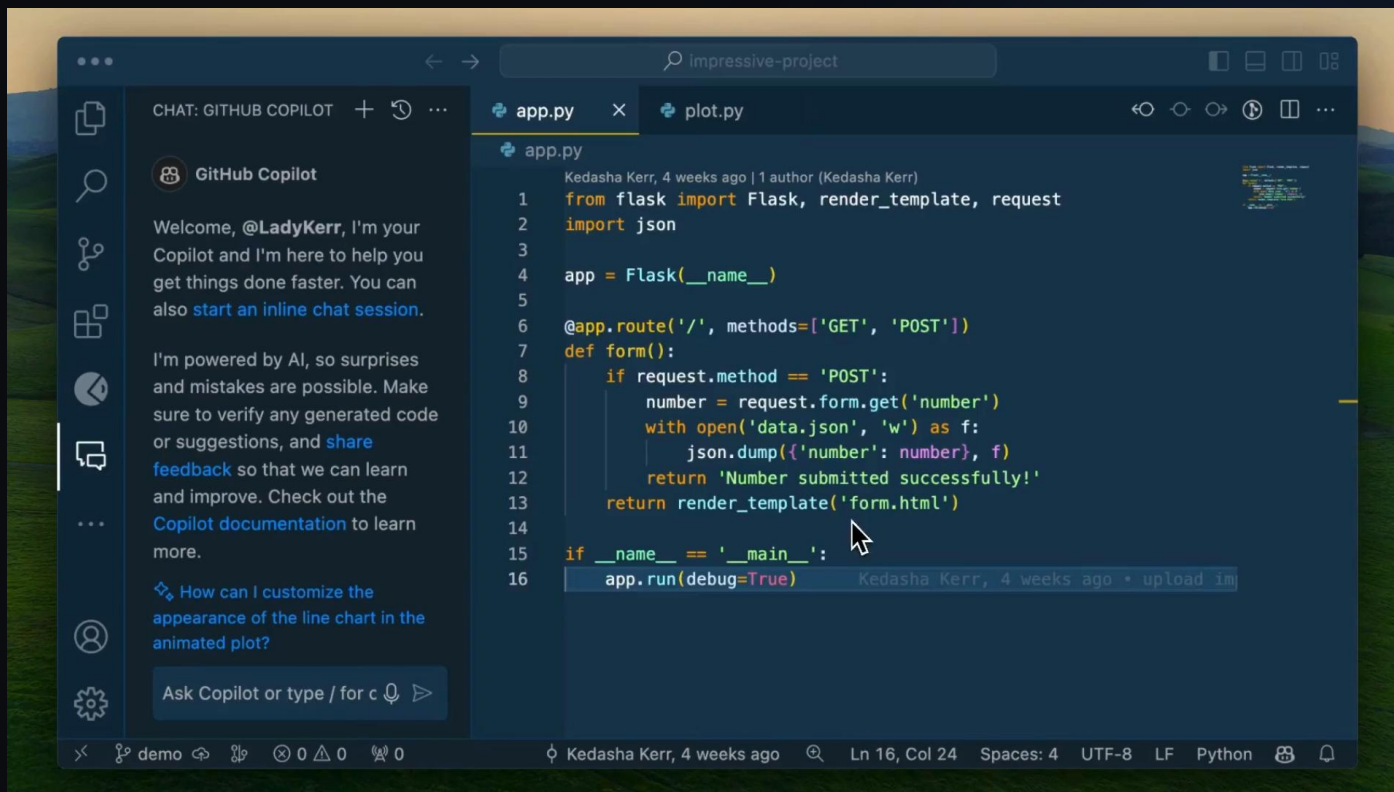 impressive-project
CHAT: GITHUB COPILOT
GitHub Copilot
Welcome, @LadyKerr, I'm your
Copilot and I'm here to help you
get things done faster. You can
also start an inline chat session.
I'm powered by AI, so surprises
and mistakes are possible. Make
sure to verify any generated code
or suggestions, and share
feedback so that we can learn
and improve. Check out the
Copilot documentation to learn
more.
How can I customize the
appearance of the line chart in the
animated plot?
Ask Copilot or type / for c
app.py
plot.py
app.py
Kedasha Kerr, 4 weeks ago | 1 author (Kedasha Kerr)
1 from flask import Flask, render_template, request
2 import json
3
4 app = Flask(__name__)
5
6 @app.route('/', methods=['GET', 'POST'])
7 def form():
8     if request.method == 'POST':
9         number = request.form.get('number')
10         with open('data.json', 'w') as f:
11             json.dump({'number': number}, f)
12         return 'Number submitted successfully!'
13     return render_template('form.html')
14
15 if __name__ == '__main__':
16     app.run(debug=True) Kedasha Kerr, 4 weeks ago • upload im
demo 0 0 0 Kedasha Kerr, 4 weeks ago Ln 16, Col 24 Spaces: 4 UTF-8 LF Python